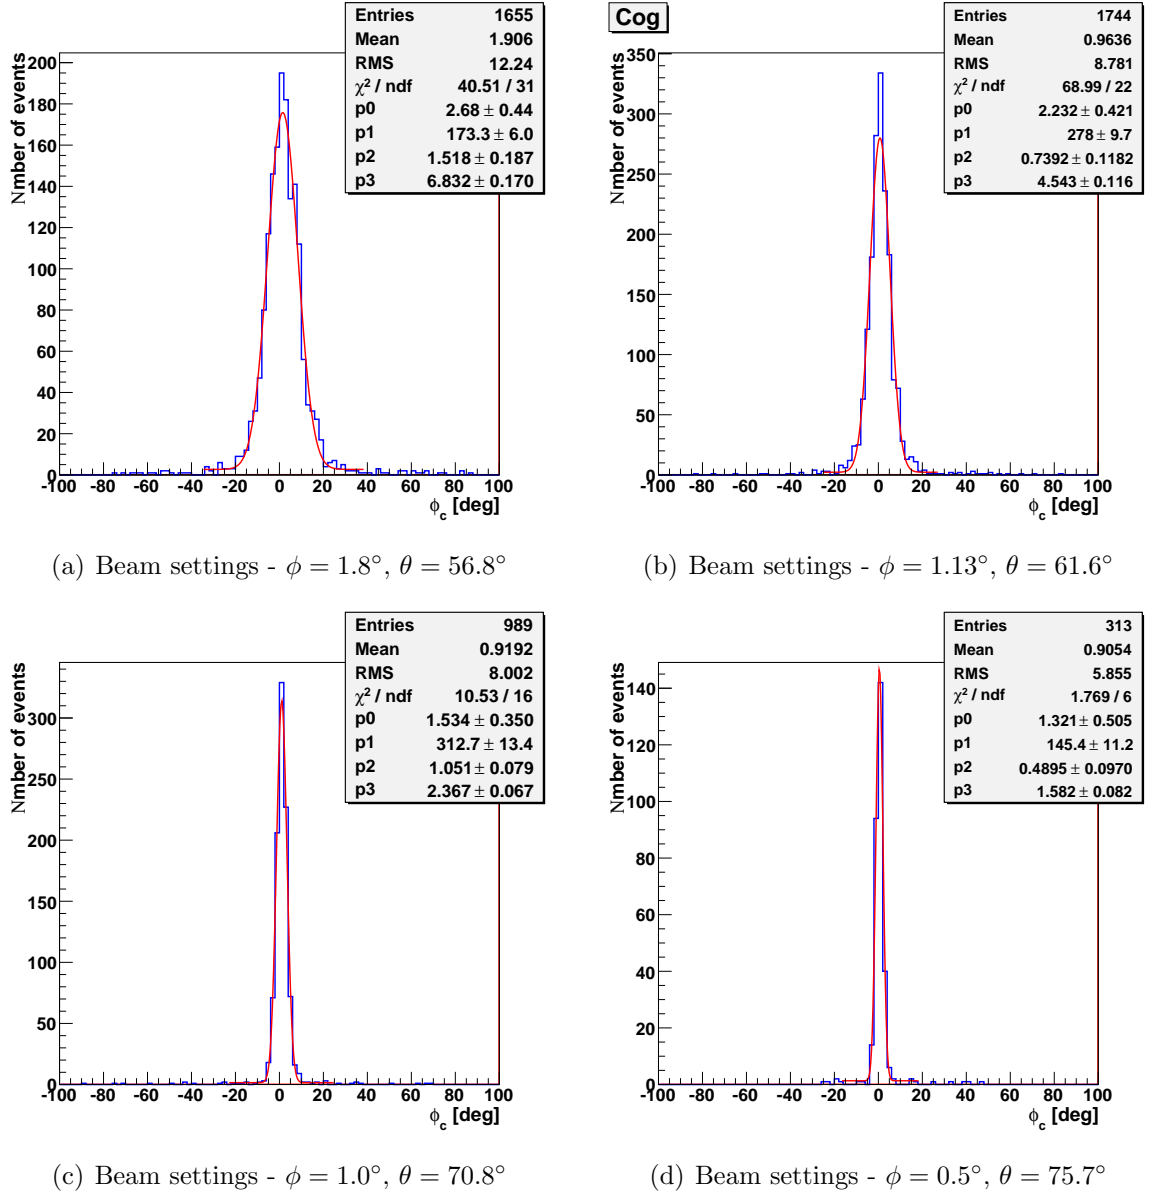 Entries 1655
Mean 1.906
RMS 12.24
χ² / ndf 40.51 / 31
p0 2.68 ± 0.44
p1 173.3 ± 6.0
p2 1.518 ± 0.187
p3 6.832 ± 0.170
Nmber of events
200
180
160
140
120
100
80
60
40
20
0
-100 -80 -60 -40 -20 0 20 40 60 80 100
ϕc [deg]
(a) Beam settings - ϕ = 1.8°, θ = 56.8°
Cog
Entries 1744
Mean 0.9636
RMS 8.781
χ² / ndf 68.99 / 22
p0 2.232 ± 0.421
p1 278 ± 9.7
p2 0.7392 ± 0.1182
p3 4.543 ± 0.116
Nmber of events
350
300
250
200
150
100
50
0
-100 -80 -60 -40 -20 0 20 40 60 80 100
ϕc [deg]
(b) Beam settings - ϕ = 1.13°, θ = 61.6°
Entries 989
Mean 0.9192
RMS 8.002
χ² / ndf 10.53 / 16
p0 1.534 ± 0.350
p1 312.7 ± 13.4
p2 1.051 ± 0.079
p3 2.367 ± 0.067
Nmber of events
300
250
200
150
100
50
0
-100 -80 -60 -40 -20 0 20 40 60 80 100
ϕc [deg]
(c) Beam settings - ϕ = 1.0°, θ = 70.8°
Entries 313
Mean 0.9054
RMS 5.855
χ² / ndf 1.769 / 6
p0 1.321 ± 0.505
p1 145.4 ± 11.2
p2 0.4895 ± 0.0970
p3 1.582 ± 0.082
Nmber of events
140
120
100
80
60
40
20
0
-100 -80 -60 -40 -20 0 20 40 60 80 100
ϕc [deg]
(d) Beam settings - ϕ = 0.5°, θ = 75.7°